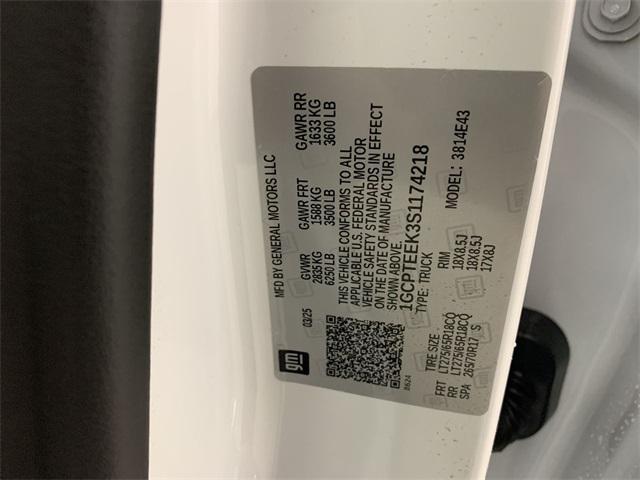 MFD BY GENERAL MOTORS LLC
03/25
GVWR GAWR FRT GAWR RR
2835 KG 1588 KG 1633 KG
6250 LB 3500 LB 3600 LB
gm
THIS VEHICLE CONFORMS TO ALL
APPLICABLE U.S. FEDERAL MOTOR
VEHICLE SAFETY STANDARDS IN EFFECT
ON THE DATE OF MANUFACTURE
SHOWN ABOVE.
1GCPTEEK3S1174218
TYPE: TRUCK MODEL: 3814E43
TIRE SIZE RIM
FRT LT275/65R18CQ 18X8.5J
RR LT275/65R18CQ 18X8.5J
SPA 265/70R17 S 17X8J